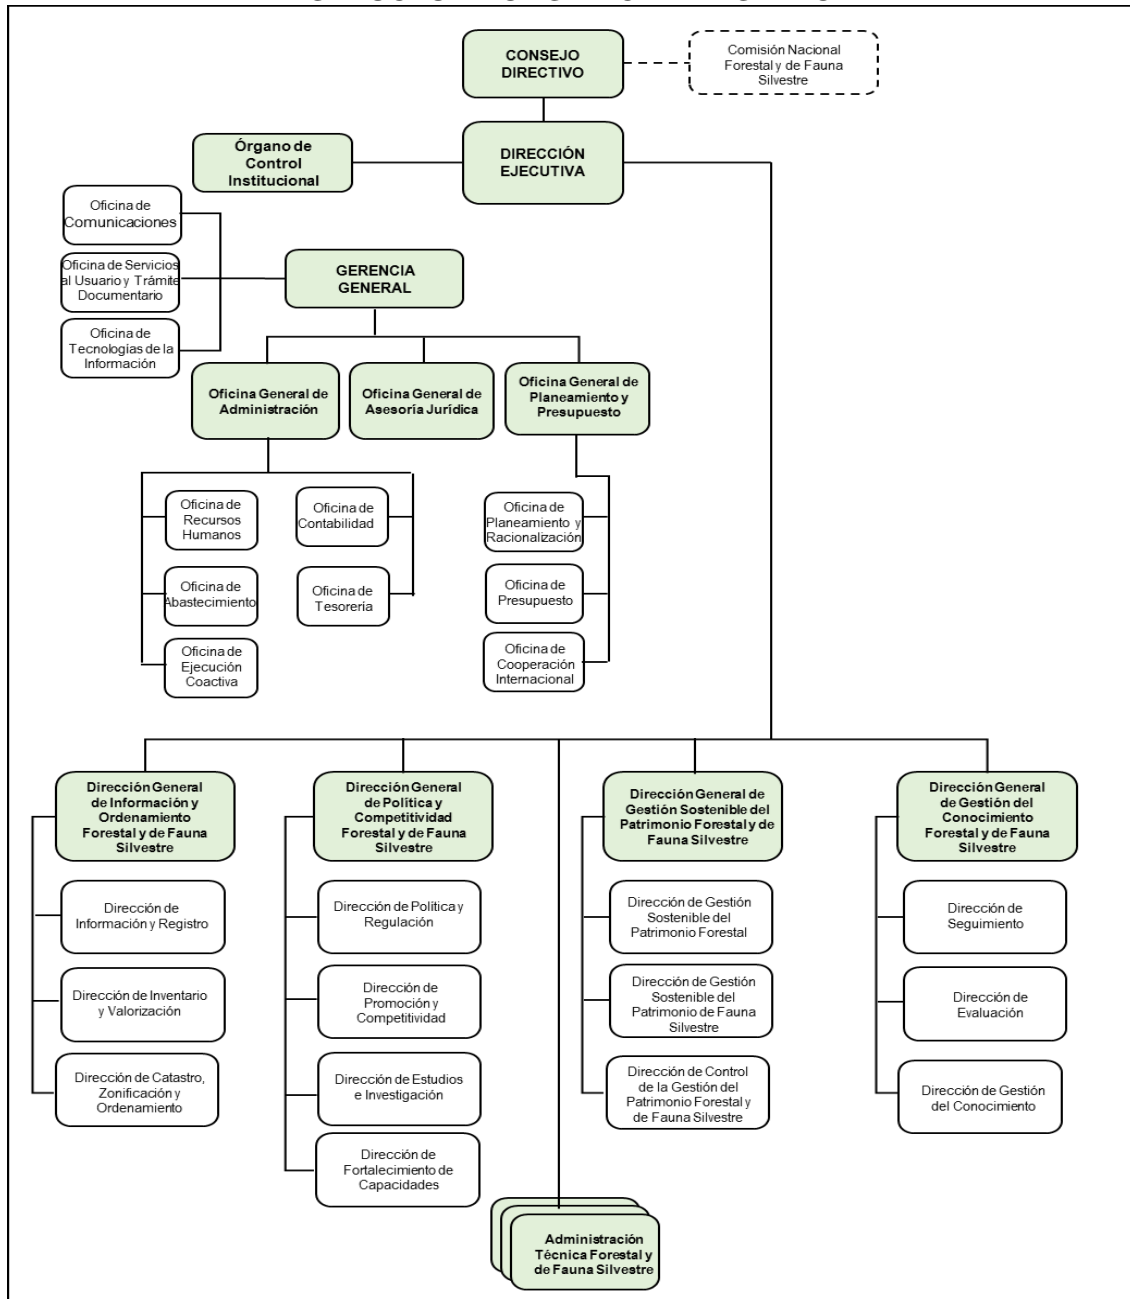 CONSEJO
DIRECTIVO
Comisión Nacional
Forestal y de Fauna
Silvestre
Órgano de
Control
Institucional
DIRECCIÓN
EJECUTIVA
Oficina de
Comunicaciones
Oficina de Servicios
al Usuario y Trámite
Documentario
Oficina de
Tecnologías de la
Información
GERENCIA
GENERAL
Oficina General de
Administración
Oficina General de
Asesoría Jurídica
Oficina General de
Planeamiento y
Presupuesto
Oficina de
Recursos
Humanos
Oficina de
Contabilidad
Oficina de
Planeamiento y
Racionalización
Oficina de
Abastecimiento
Oficina de
Tesorería
Oficina de
Presupuesto
Oficina de
Ejecución
Coactiva
Oficina de
Cooperación
Internacional
Dirección General
de Información y
Ordenamiento
Forestal y de Fauna
Silvestre
Dirección de
Información y Registro
Dirección de Inventario
y Valorización
Dirección de Catastro,
Zonificación y
Ordenamiento
Dirección General
de Política y
Competitividad
Forestal y de Fauna
Silvestre
Dirección de Política y
Regulación
Dirección de
Promoción y
Competitividad
Dirección de Estudios
e Investigación
Dirección de
Fortalecimiento de
Capacidades
Dirección General de
Gestión Sostenible del
Patrimonio Forestal y de
Fauna Silvestre
Dirección de Gestión
Sostenible del
Patrimonio Forestal
Dirección de Gestión
Sostenible del
Patrimonio de Fauna
Silvestre
Dirección de Control
de la Gestión del
Patrimonio Forestal y
de Fauna Silvestre
Dirección General
de Gestión del
Conocimiento
Forestal y de Fauna
Silvestre
Dirección de
Seguimiento
Dirección de
Evaluación
Dirección de Gestión
del Conocimiento
Administración
Técnica Forestal y
de Fauna Silvestre